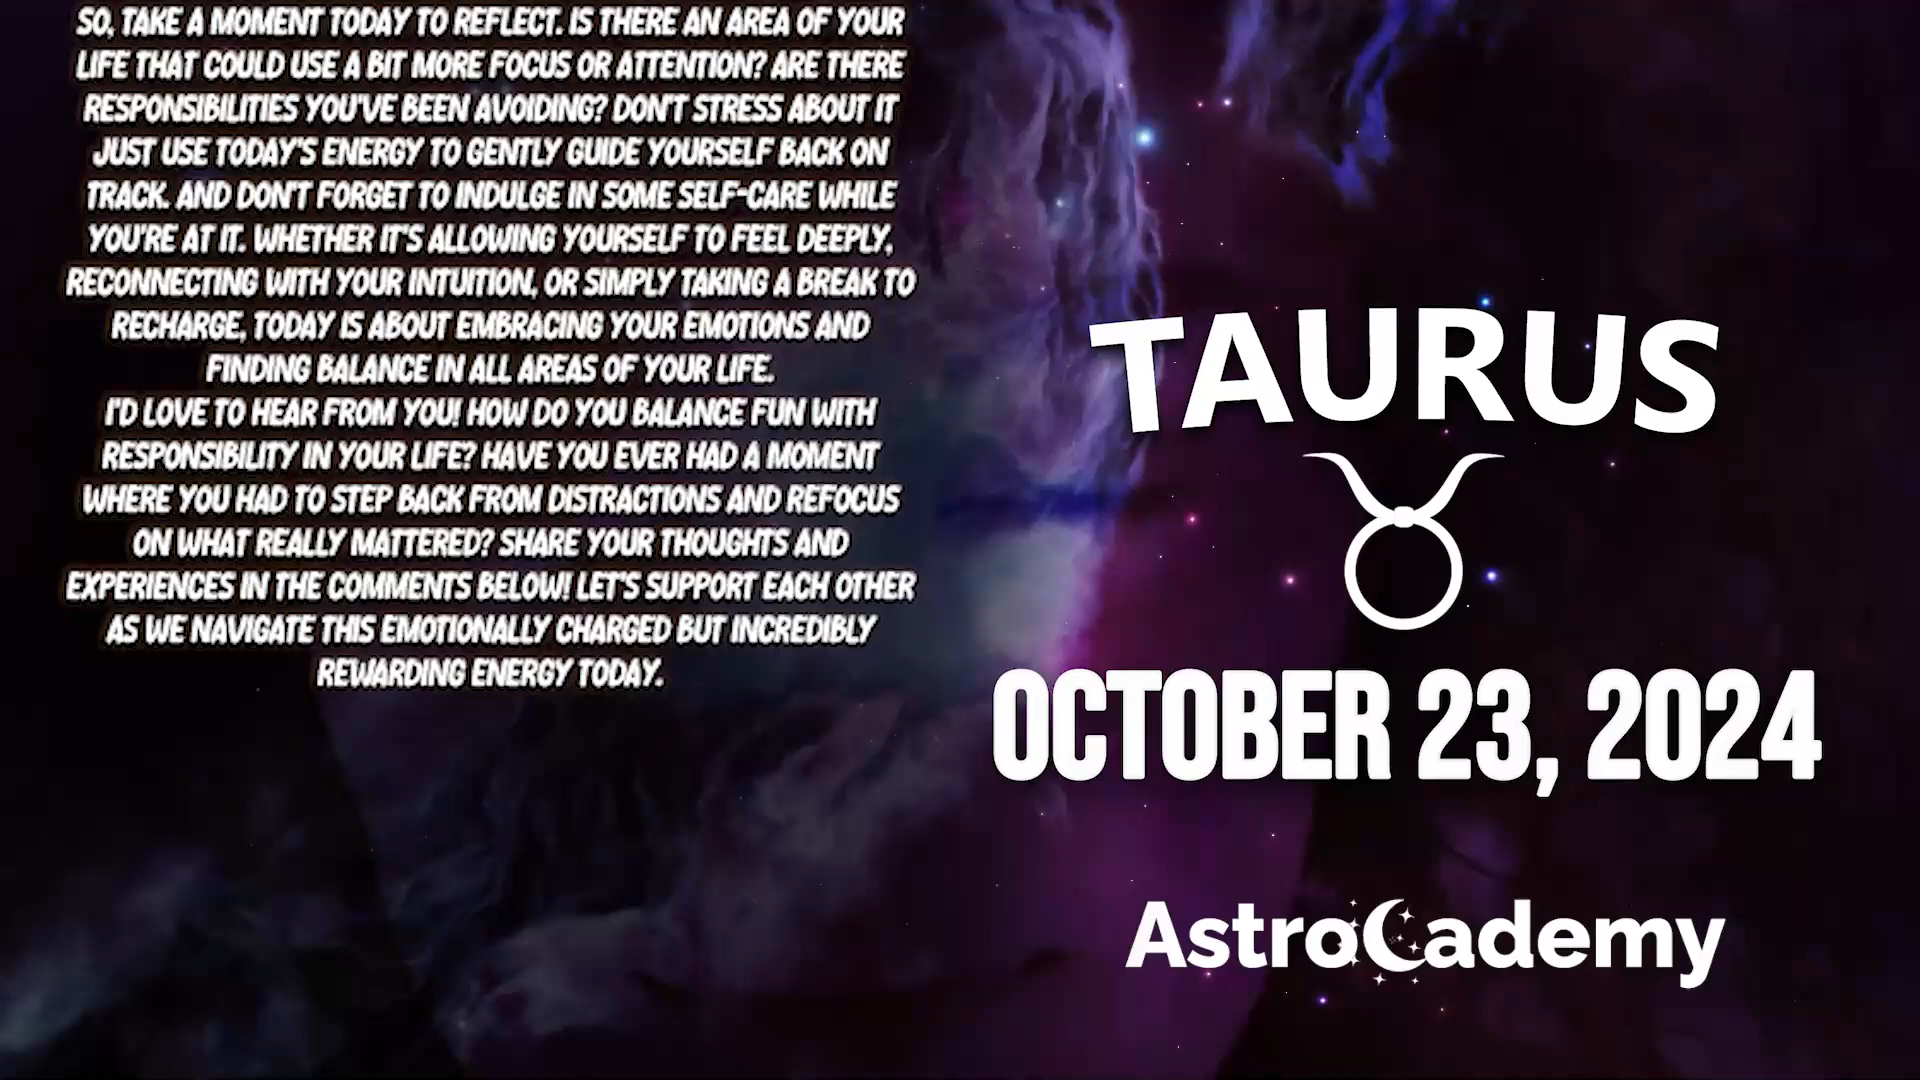 SO, TAKE A MOMENT TODAY TO REFLECT. IS THERE AN AREA OF YOUR
LIFE THAT COULD USE A BIT MORE FOCUS OR ATTENTION? ARE THERE
RESPONSIBILITIES YOU'VE BEEN AVOIDING? DON'T STRESS ABOUT IT
JUST USE TODAY'S ENERGY TO GENTLY GUIDE YOURSELF BACK ON
TRACK. AND DON'T FORGET TO INDULGE IN SOME SELF-CARE WHILE
YOU'RE AT IT. WHETHER IT'S ALLOWING YOURSELF TO FEEL DEEPLY,
RECONNECTING WITH YOUR INTUITION, OR SIMPLY TAKING A BREAK TO
RECHARGE, TODAY IS ABOUT EMBRACING YOUR EMOTIONS AND
FINDING BALANCE IN ALL AREAS OF YOUR LIFE.
I'D LOVE TO HEAR FROM YOU! HOW DO YOU BALANCE FUN WITH
RESPONSIBILITY IN YOUR LIFE? HAVE YOU EVER HAD A MOMENT
WHERE YOU HAD TO STEP BACK FROM DISTRACTIONS AND REFOCUS
ON WHAT REALLY MATTERED? SHARE YOUR THOUGHTS AND
EXPERIENCES IN THE COMMENTS BELOW! LET'S SUPPORT EACH OTHER
AS WE NAVIGATE THIS EMOTIONALLY CHARGED BUT INCREDIBLY
REWARDING ENERGY TODAY.
TAURUS
OCTOBER 23, 2024
AstroCademy